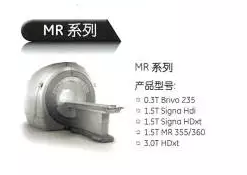 MR 系列
MR 系列
产品型号:
0.3T Brivo 235
1.5T Signa Hdi
1.5T Signa HDxt
1.5T MR 355/360
3.0T HDxt